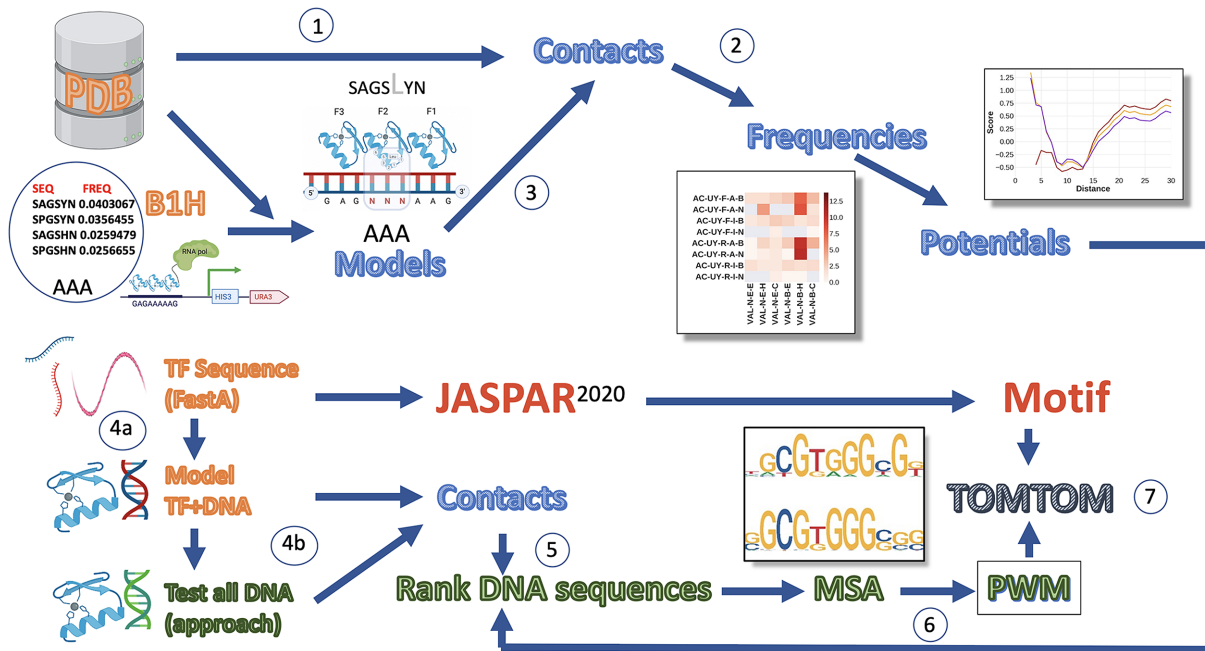 1
PDB
Contacts
2
SAGSLYN
F3 F2 F1
5' 3'
G A G N N N A A G
3
AAA
Models
SEQ FREQ
SAGSYN 0.0403067
SPGSYN 0.0356455
SAGSHN 0.0259479
SPGSHN 0.0256655
AAA
B1H
RNA pol
GAGAAAAAG
HIS3
URA3
Frequencies
AC-UY-F-A-B
AC-UY-F-A-N
AC-UY-F-I-B
AC-UY-F-I-N
AC-UY-R-A-B
AC-UY-R-A-N
AC-UY-R-I-B
AC-UY-R-I-N
VAL-N-E-E
VAL-N-E-H
VAL-N-E-C
VAL-N-B-E
VAL-N-B-H
VAL-N-B-C
12.5
10.0
7.5
5.0
2.5
0.0
Score
1.25
1.00
0.75
0.50
0.25
0.00
−0.25
−0.50
0 5 10 15 20 25 30
Distance
Potentials
TF Sequence
(FastA)
JASPAR2020
Motif
4a
Model
TF+DNA
Contacts
GCGTGGGCG
GCGTGGGCGG
TOMTOM
7
4b
5
Test all DNA
(approach)
Rank DNA sequences
MSA
PWM
6